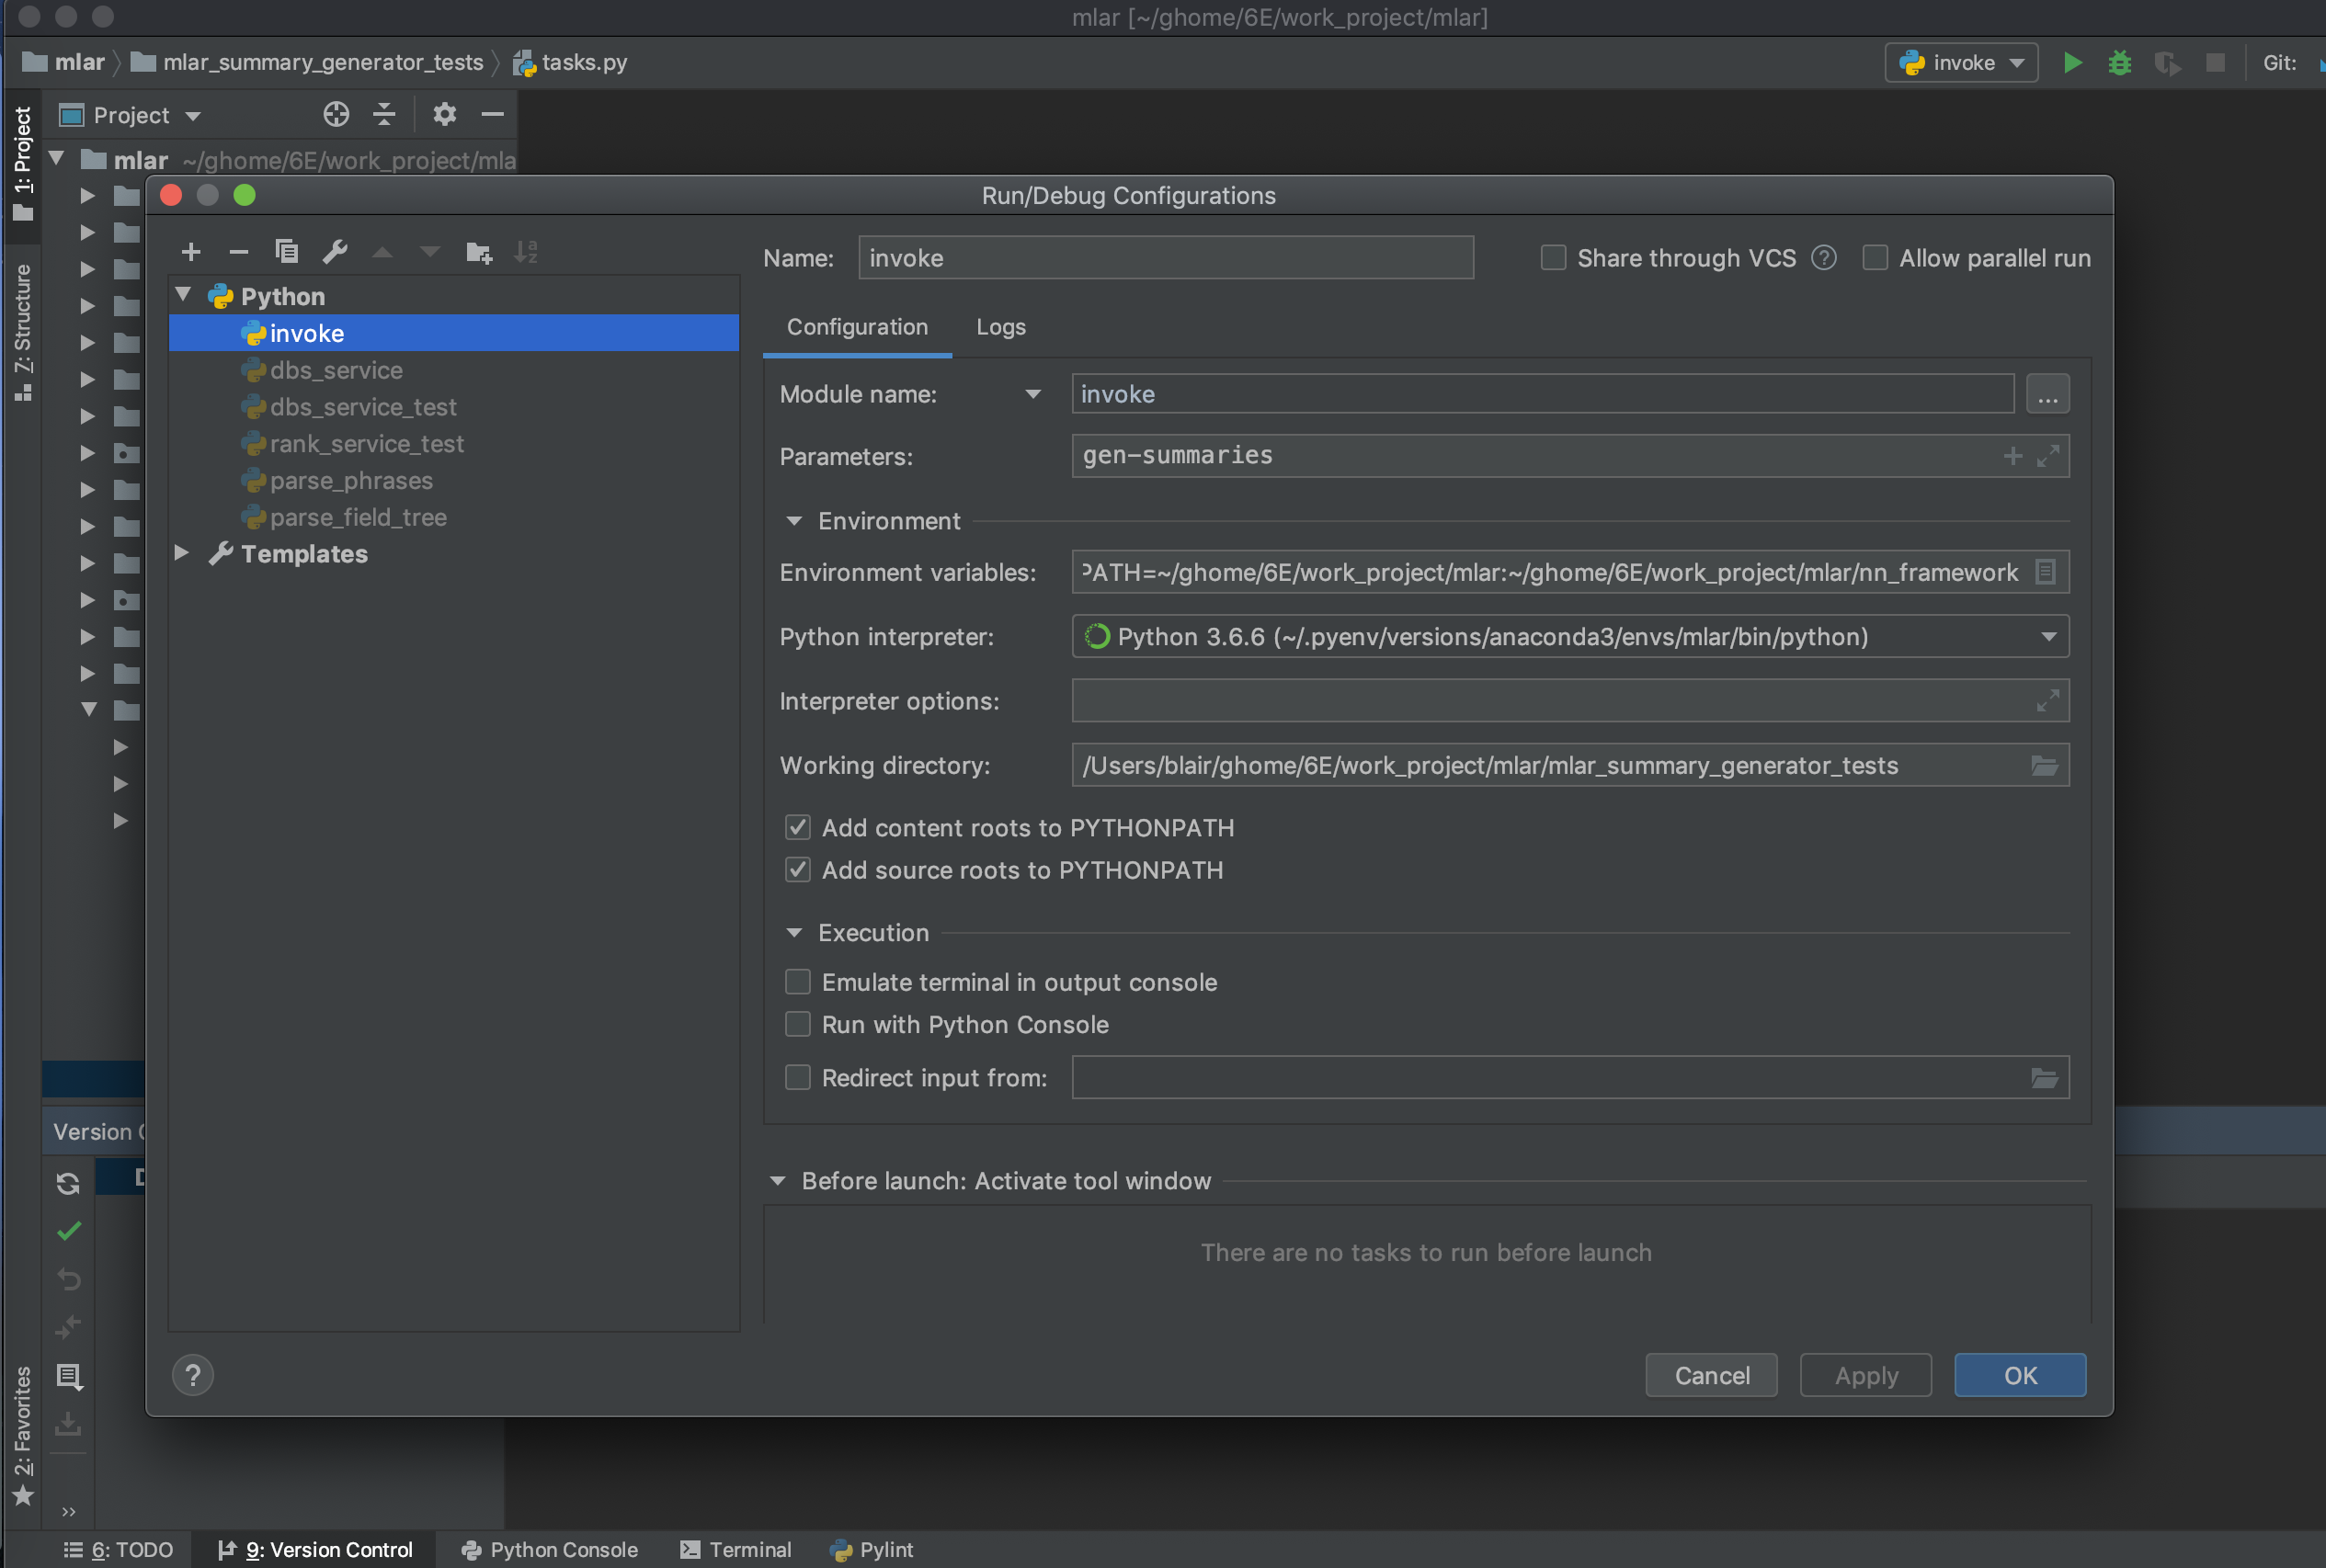 mlar [~/ghome/6E/work_project/mlar]
mlar mlar_summary_generator_tests tasks.py
invoke
Git:
1: Project
Project
mlar ~/ghome/6E/work_project/mla
7: Structure
Run/Debug Configurations
Name: invoke
Share through VCS ?
Allow parallel run
Python
invoke
dbs_service
dbs_service_test
rank_service_test
parse_phrases
parse_field_tree
Templates
Configuration Logs
Module name: invoke ...
Parameters: gen-summaries
Environment
Environment variables: PATH=~/ghome/6E/work_project/mlar:~/ghome/6E/work_project/mlar/nn_framework
Python interpreter: Python 3.6.6 (~/.pyenv/versions/anaconda3/envs/mlar/bin/python)
Interpreter options:
Working directory: /Users/blair/ghome/6E/work_project/mlar/mlar_summary_generator_tests
Add content roots to PYTHONPATH
Add source roots to PYTHONPATH
Execution
Emulate terminal in output console
Run with Python Console
Redirect input from:
Before launch: Activate tool window
There are no tasks to run before launch
? Cancel Apply OK
Version
2: Favorites
6: TODO 9: Version Control Python Console Terminal Pylint